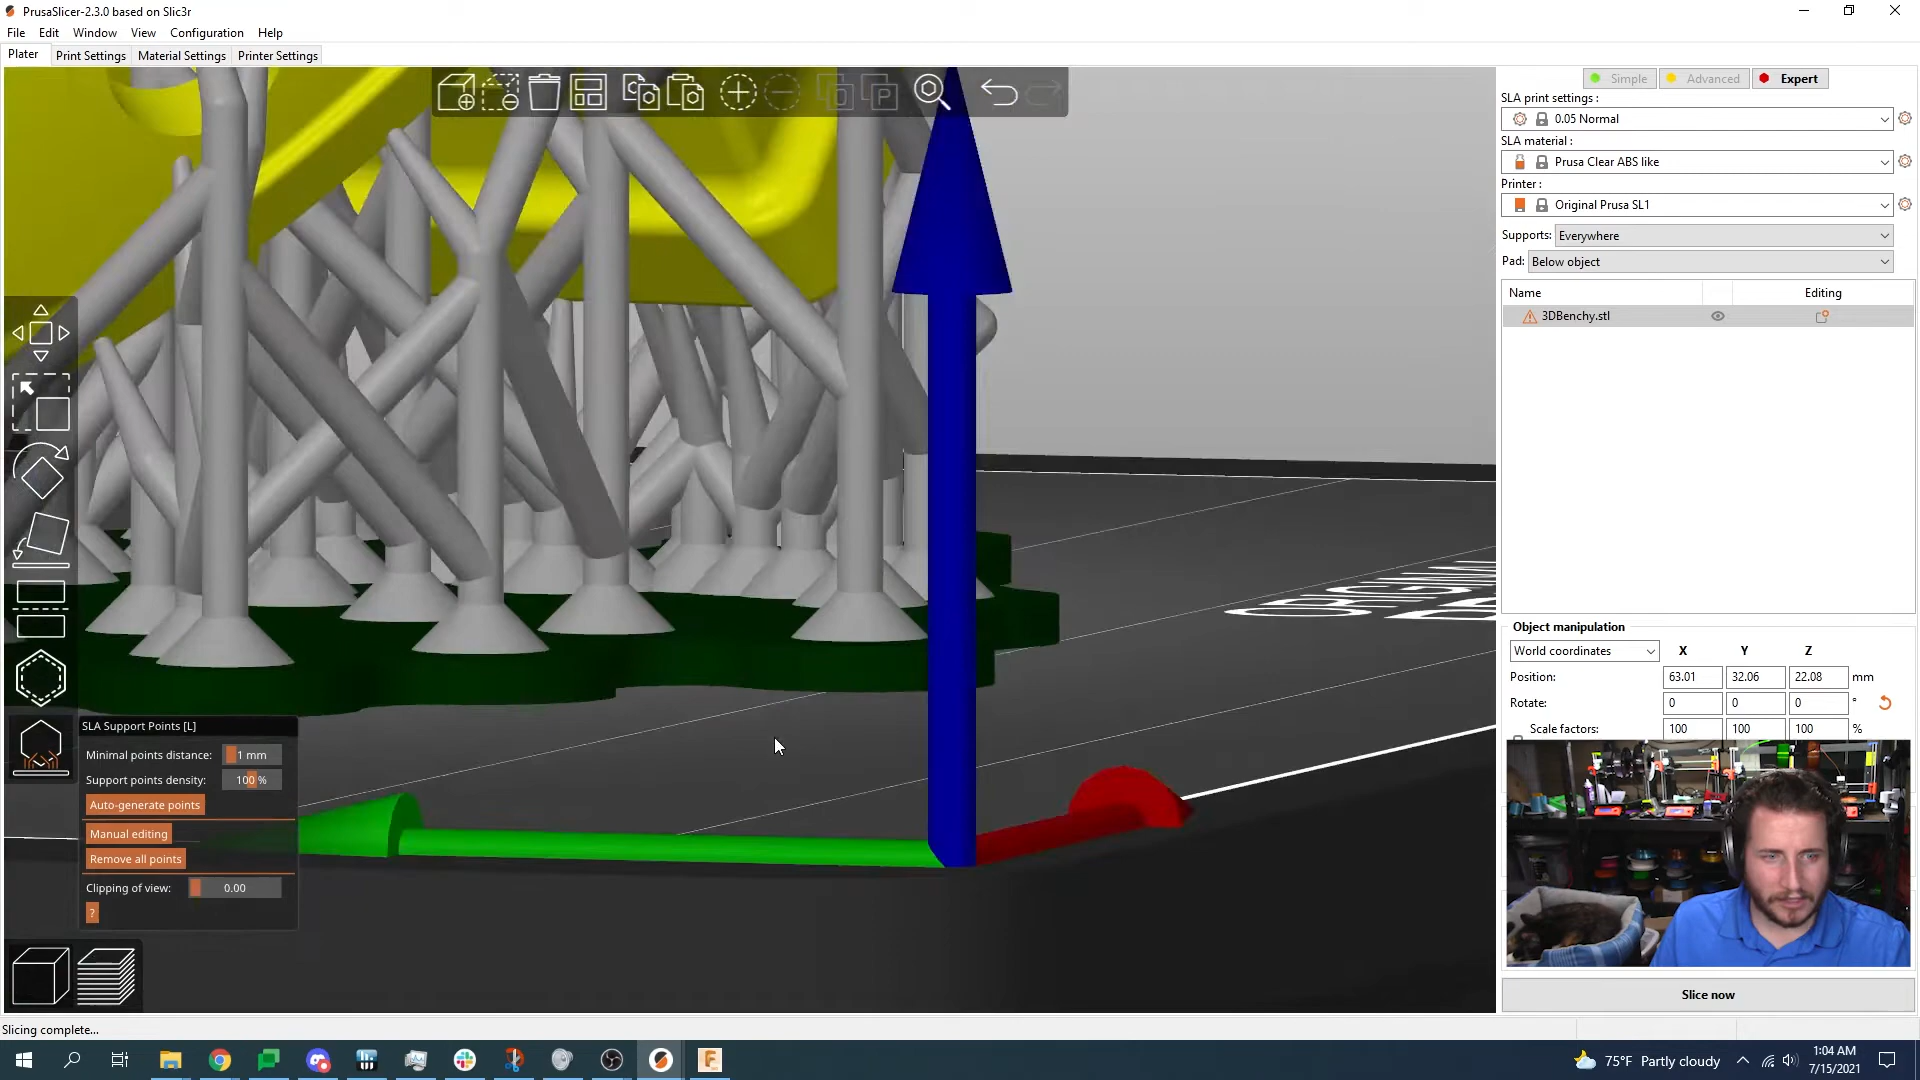 PrusaSlicer-2.3.0 based on Slic3r
File Edit Window View Configuration Help
Plater Print Settings Material Settings Printer Settings
Simple Advanced Expert
SLA print settings :
0.05 Normal
SLA material :
Prusa Clear ABS like
Printer :
Original Prusa SL1
Supports: Everywhere
Pad: Below object
Name Editing
3DBenchy.stl
Object manipulation
World coordinates X Y Z
Position: 63.01 32.06 22.08 mm
Rotate: 0 0 0 °
Scale factors: 100 100 100 %
SLA Support Points [L]
Minimal points distance: 1 mm
Support points density: 100 %
Auto-generate points
Manual editing
Remove all points
Clipping of view: 0.00
?
Slice now
Slicing complete...
75°F Partly cloudy
1:04 AM
7/15/2021